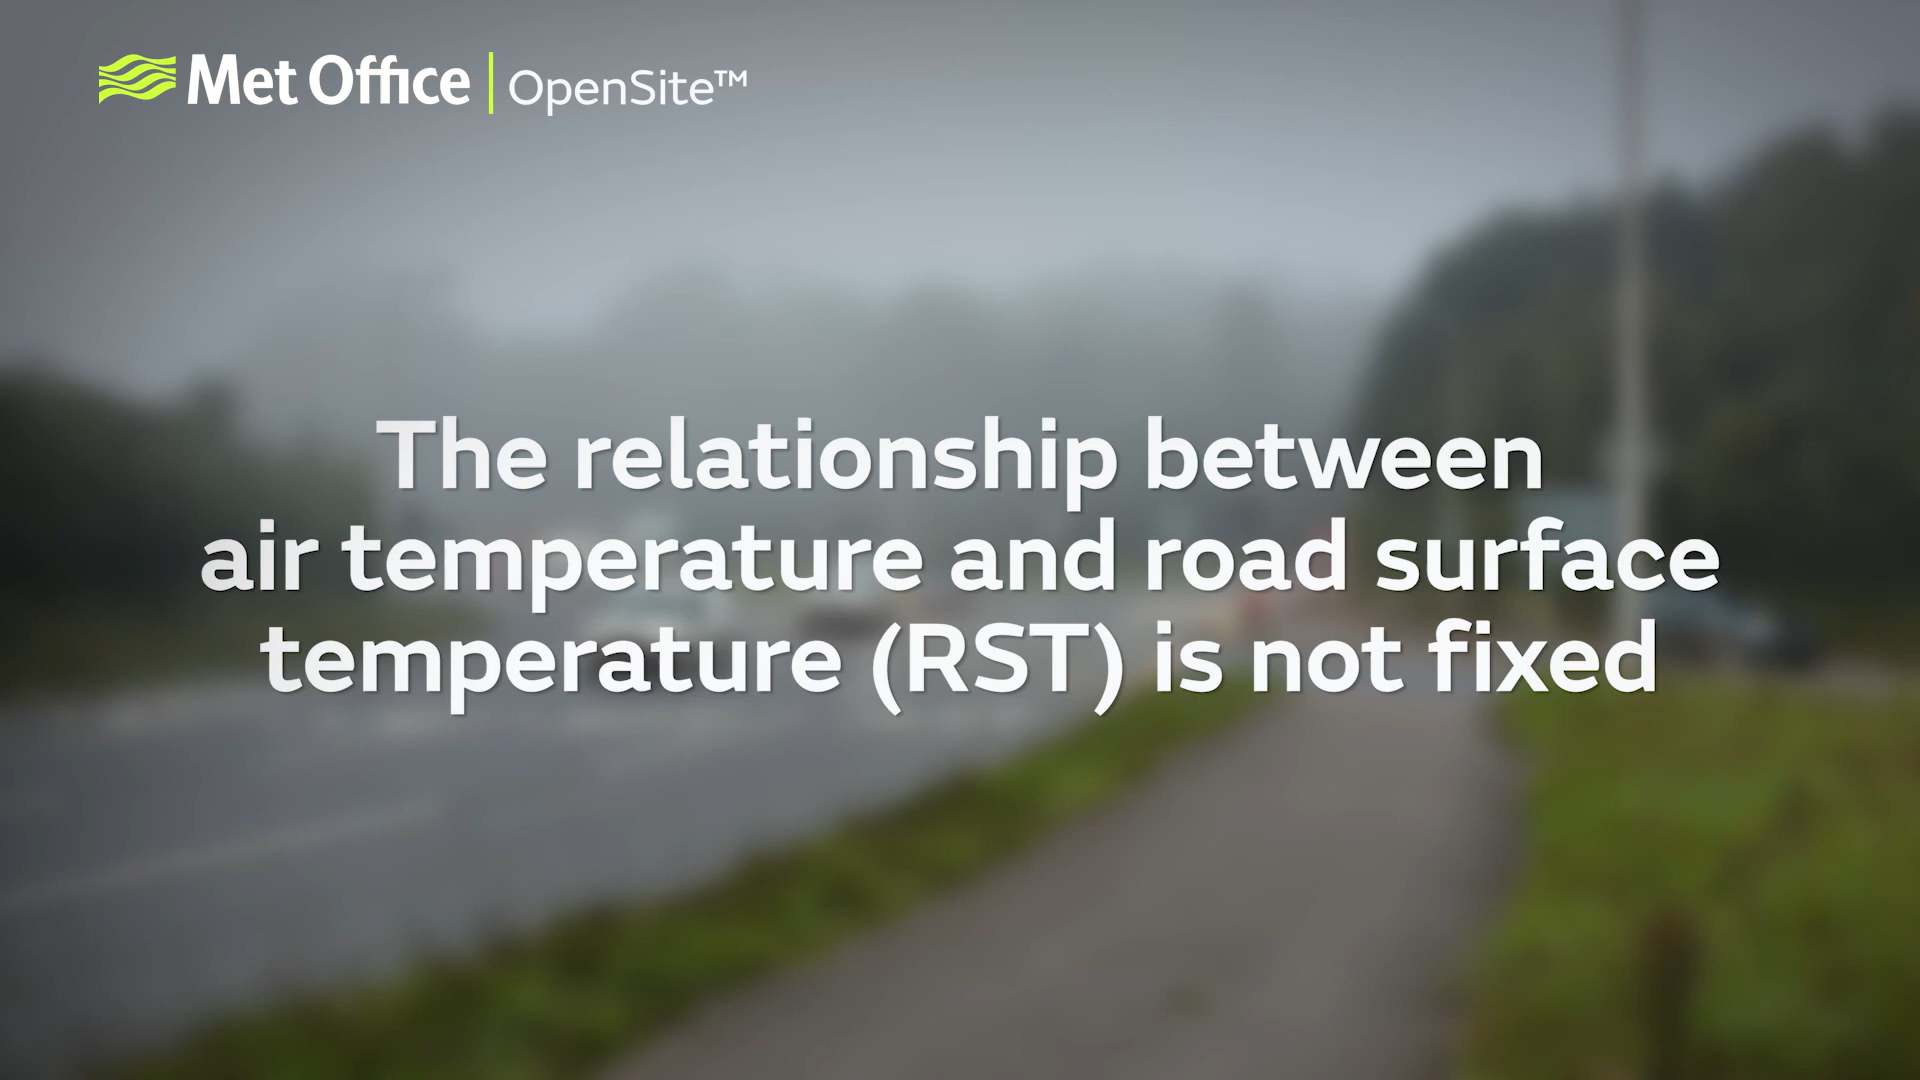 Met Office | OpenSite™
The relationship between
air temperature and road surface
temperature (RST) is not fixed